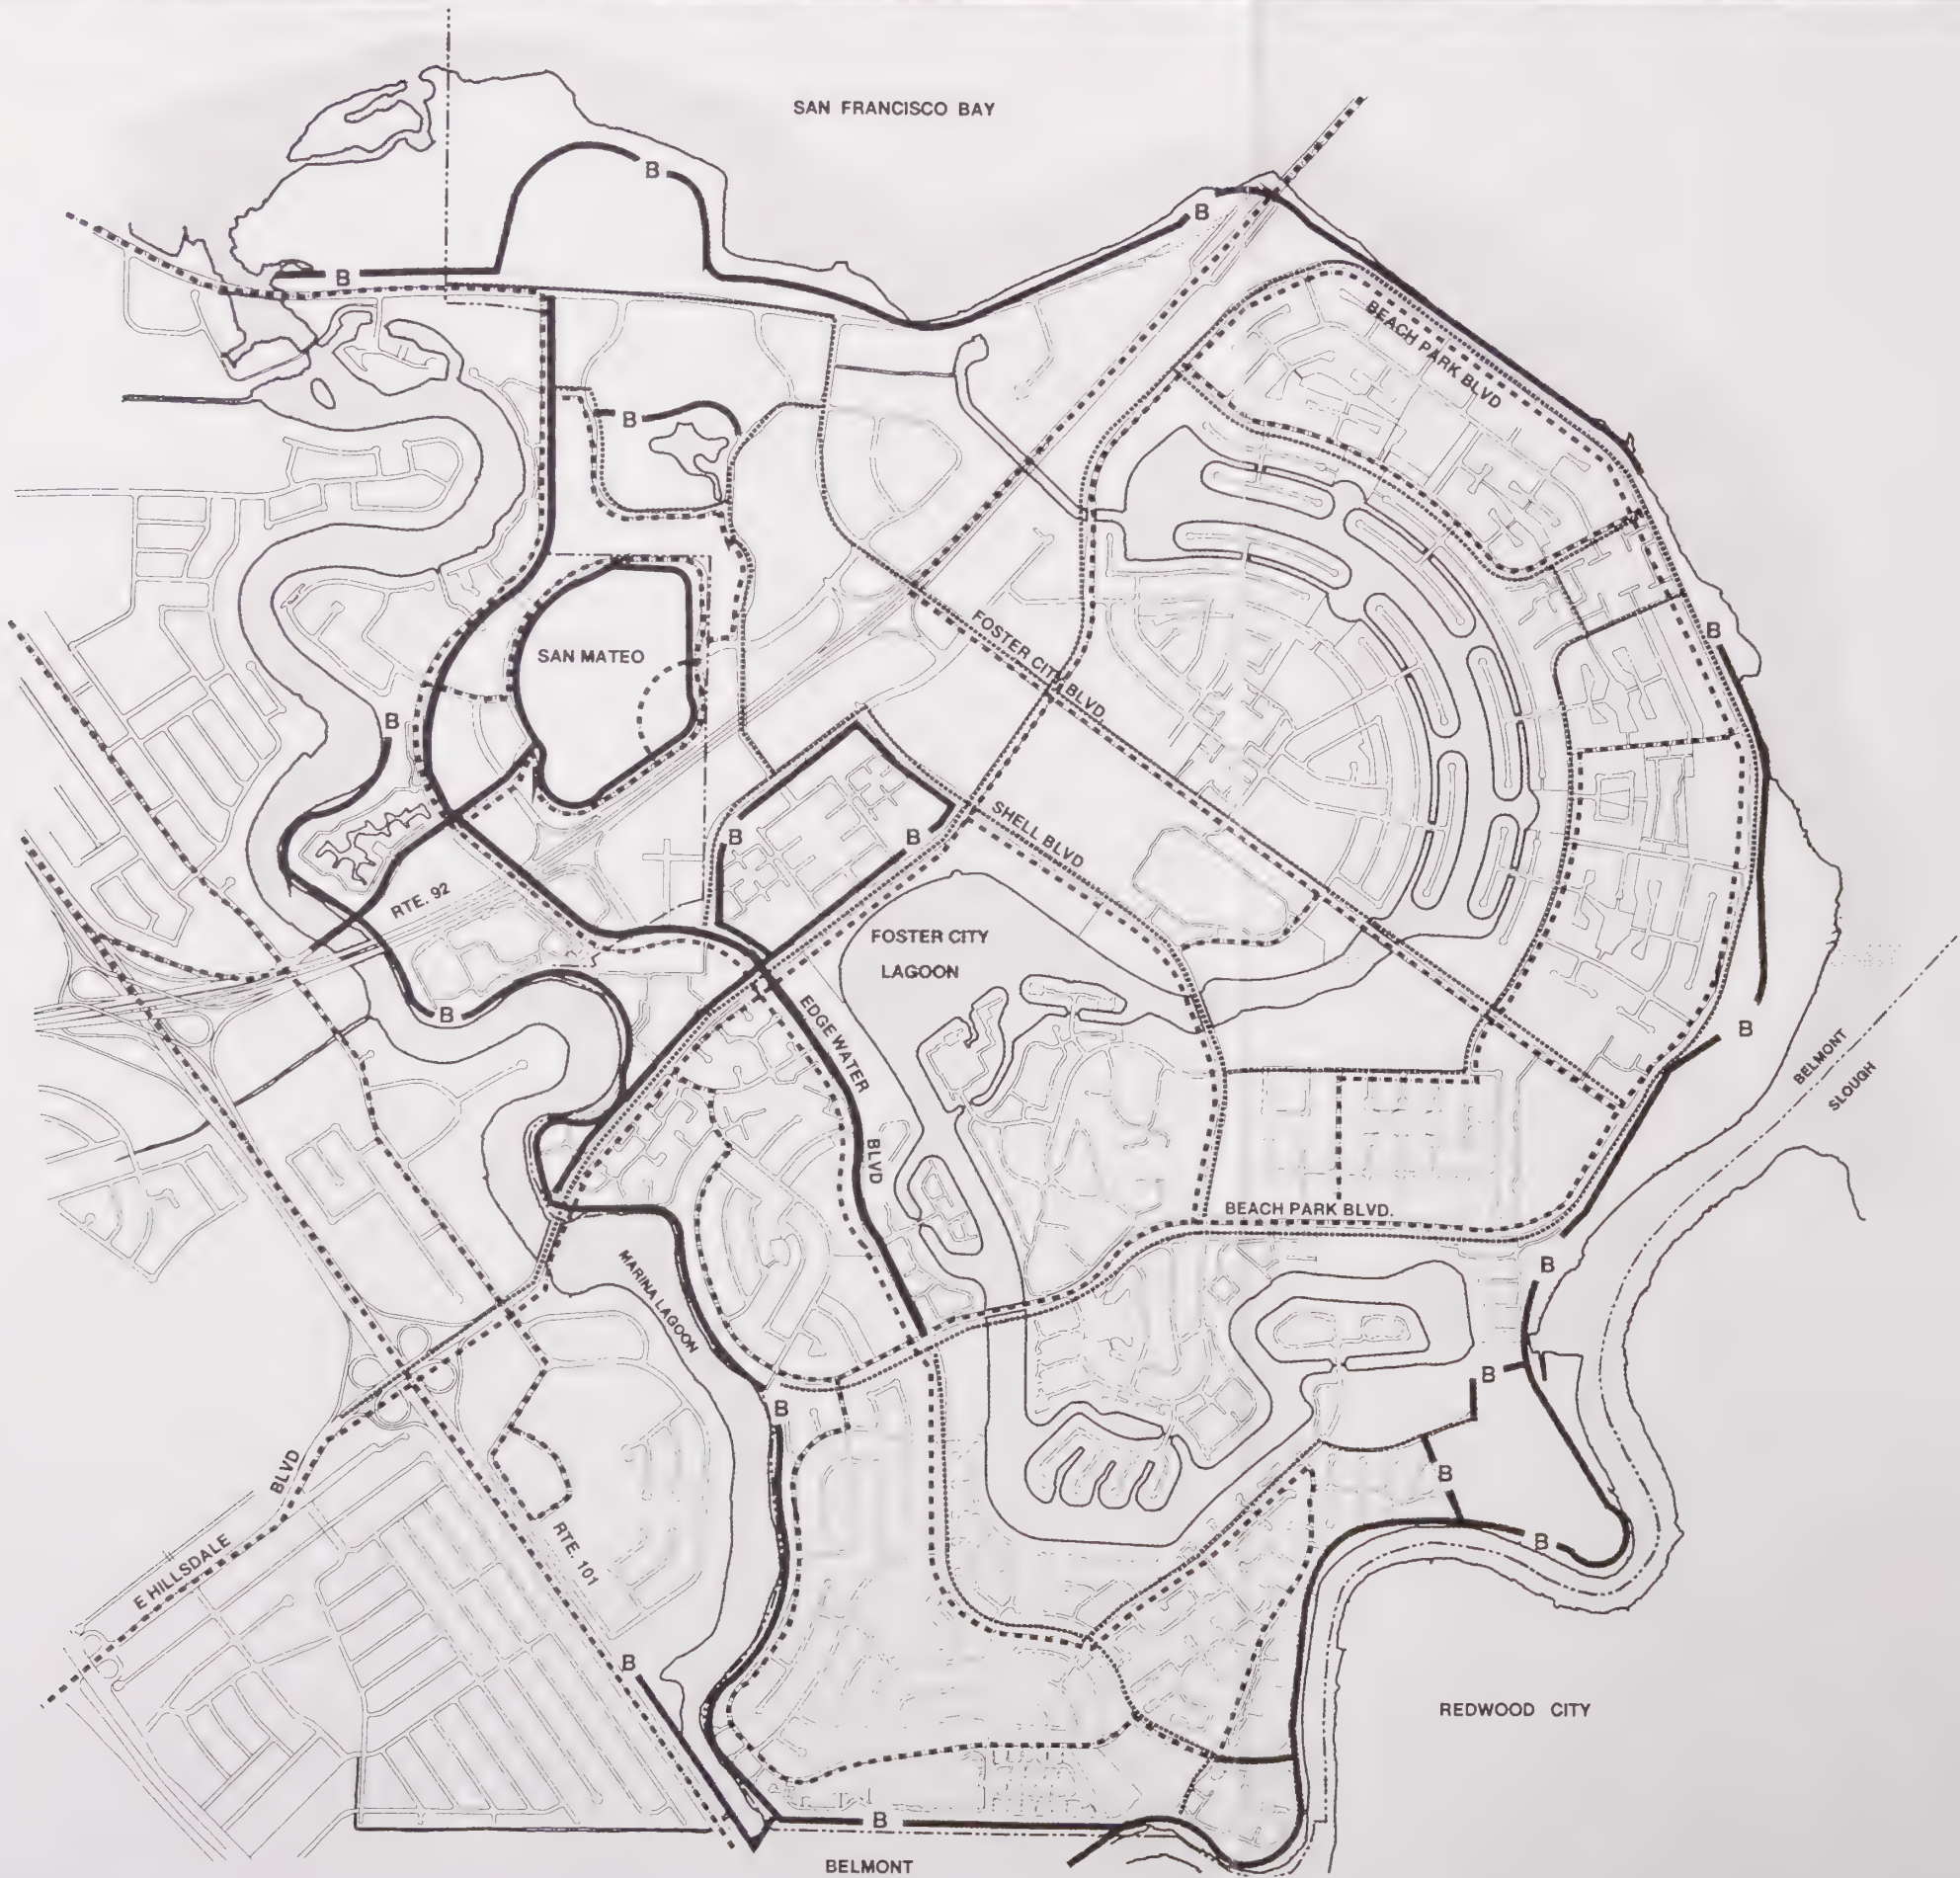 SAN FRANCISCO BAY
B
B
B
BEACH PARK BLVD
B
SAN MATEO
FOSTER CITY BLVD.
B
B
SHELL BLVD
B
B
RTE. 92
FOSTER CITY
LAGOON
B
EDGEWATER
BLVD
B
BELMONT
SLOUGH
BEACH PARK BLVD.
MARINA LAGOON
B
B
B
BLVD
E HILLSDALE
B
B
RTE. 101
B
REDWOOD CITY
B
BELMONT